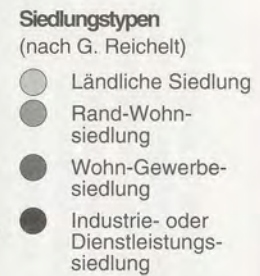 Siedlungstypen
(nach G. Reichelt)
Ländliche Siedlung
Rand-Wohn-
siedlung
Wohn-Gewerbe-
siedlung
Industrie- oder
Dienstleistungs-
siedlung